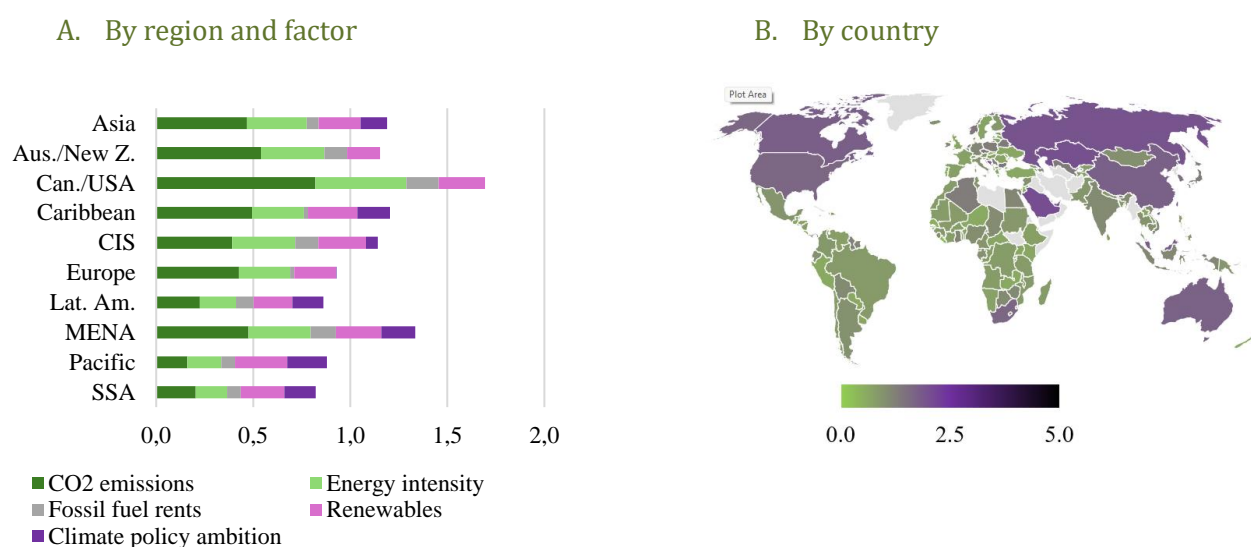 A. By region and factor
Asia
Aus./New Z.
Can./USA
Caribbean
CIS
Europe
Lat. Am.
MENA
Pacific
SSA
0,0 0,5 1,0 1,5 2,0
CO2 emissions Energy intensity
Fossil fuel rents Renewables
Climate policy ambition
B. By country
Plot Area
0.0 2.5 5.0